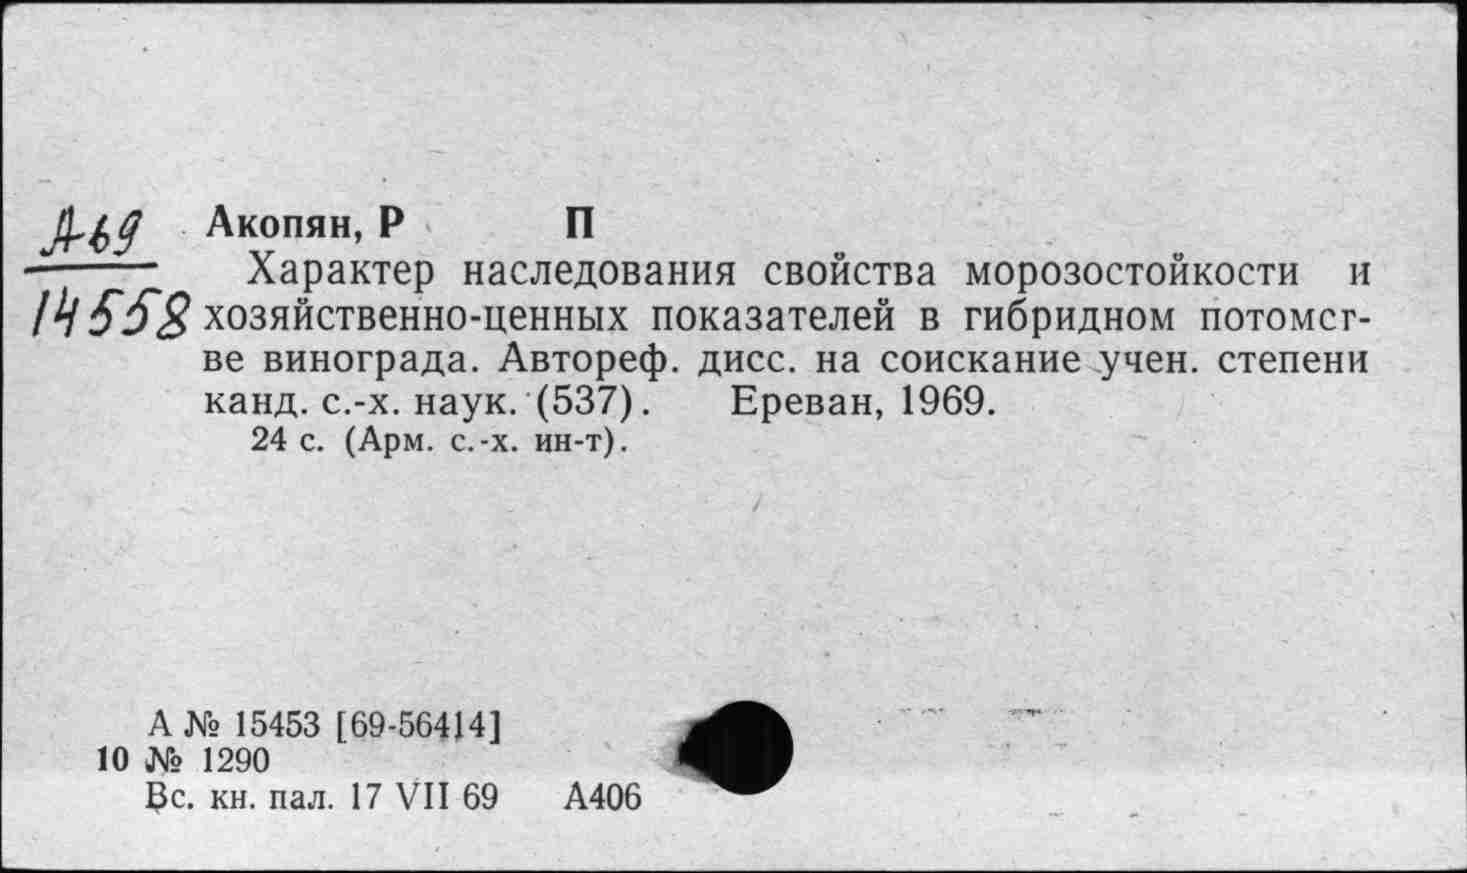 А-69
14558
Акопян, Р П
Характер наследования свойства морозостойкости и
хозяйственно-ценных показателей в гибридном потомст-
ве винограда. Автореф. дисс. на соискание учен. степени
канд. с.-х. наук. (537). Ереван, 1969.
24 с. (Арм. с.-х. ин-т).
А № 15453 [69-56414]
10 № 1290
Вс. кн. пал. 17 VII 69 А406